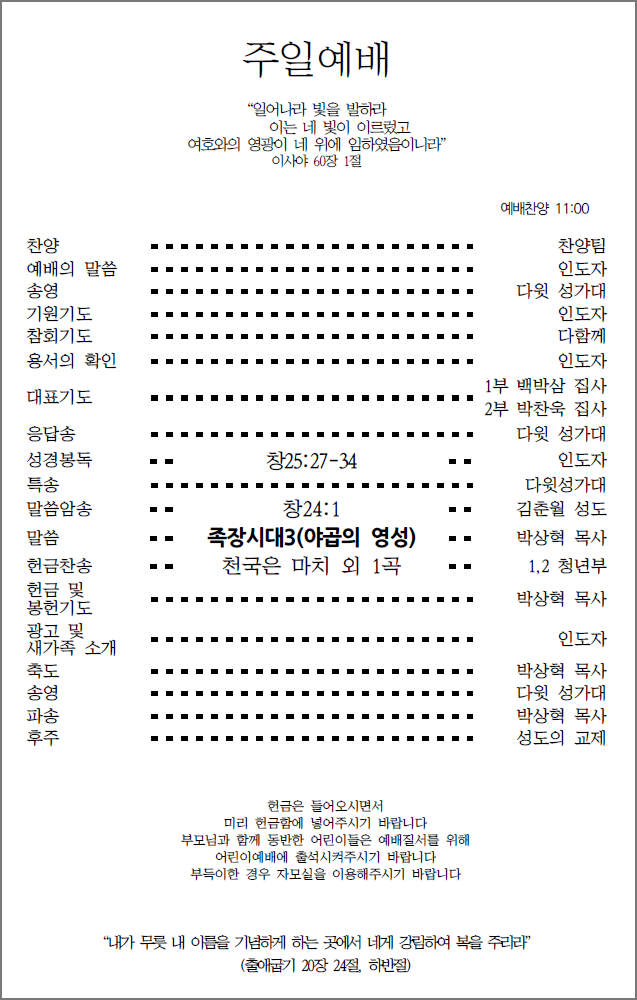 주일예배
“일어나라 빛을 발하라
이는 네 빛이 이르렀고
여호와의 영광이 네 위에 임하였음이니라”
이사야 60장 1절
예배찬양 11:00
찬양 찬양팀
예배의 말씀 인도자
송영 다윗 성가대
기원기도 인도자
참회기도 다함께
용서의 확인 인도자
대표기도 1부 백박삼 집사
2부 박찬욱 집사
응답송 다윗 성가대
성경봉독 창25:27-34 인도자
특송 다윗성가대
말씀암송 창24:1 김춘월 성도
말씀 족장시대3(야곱의 영성) 박상혁 목사
헌금찬송 천국은 마치 외 1곡 1,2 청년부
헌금 및
봉헌기도 박상혁 목사
광고 및
새가족 소개 인도자
축도 박상혁 목사
송영 다윗 성가대
파송 박상혁 목사
후주 성도의 교제
헌금은 들어오시면서
미리 헌금함에 넣어주시기 바랍니다
부모님과 함께 동반한 어린이들은 예배질서를 위해
어린이예배에 출석시켜주시기 바랍니다
부득이한 경우 자모실을 이용해주시기 바랍니다
“내가 무릇 내 이름을 기념하게 하는 곳에서 네게 강림하여 복을 주리라”
(출애굽기 20장 24절, 하반절)